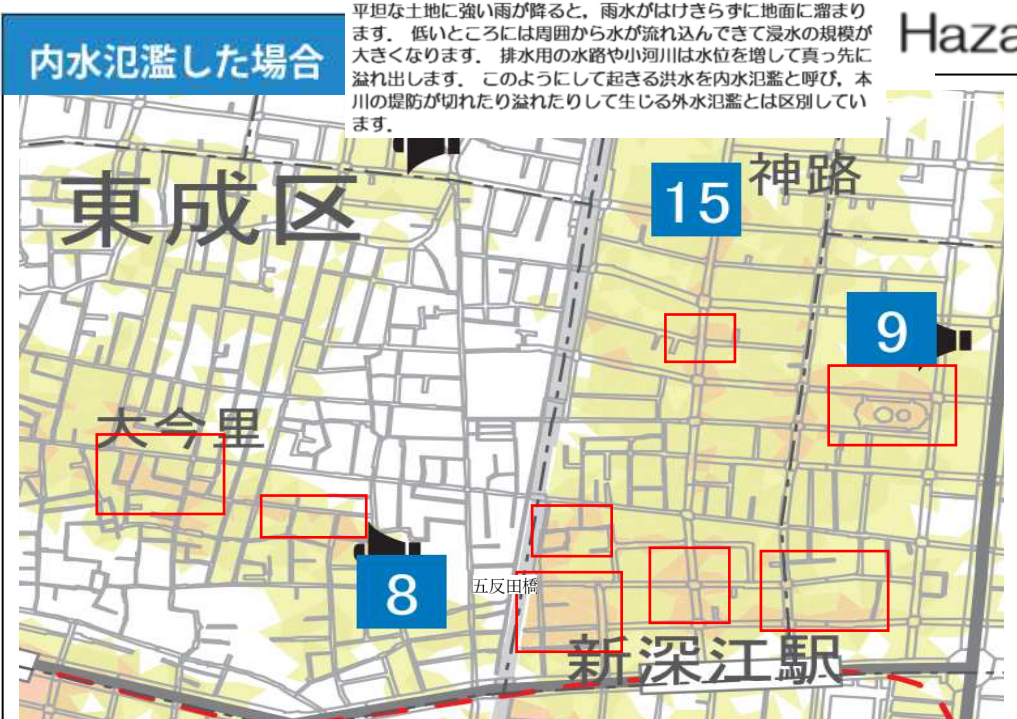 平坦な土地に強い雨が降ると，雨水がはけきらずに地面に溜まり
ます． 低いところには周囲から水が流れ込んできて浸水の規模が
大きくなります． 排水用の水路や小河川は水位を増して真っ先に
溢れ出します． このようにして起きる洪水を内水氾濫と呼び，本
川の堤防が切れたり溢れたりして生じる外水氾濫とは区別してい
ます．
内水氾濫した場合
Haza
東成区
15
神路
9
大今里
8
五反田橋
新深江駅